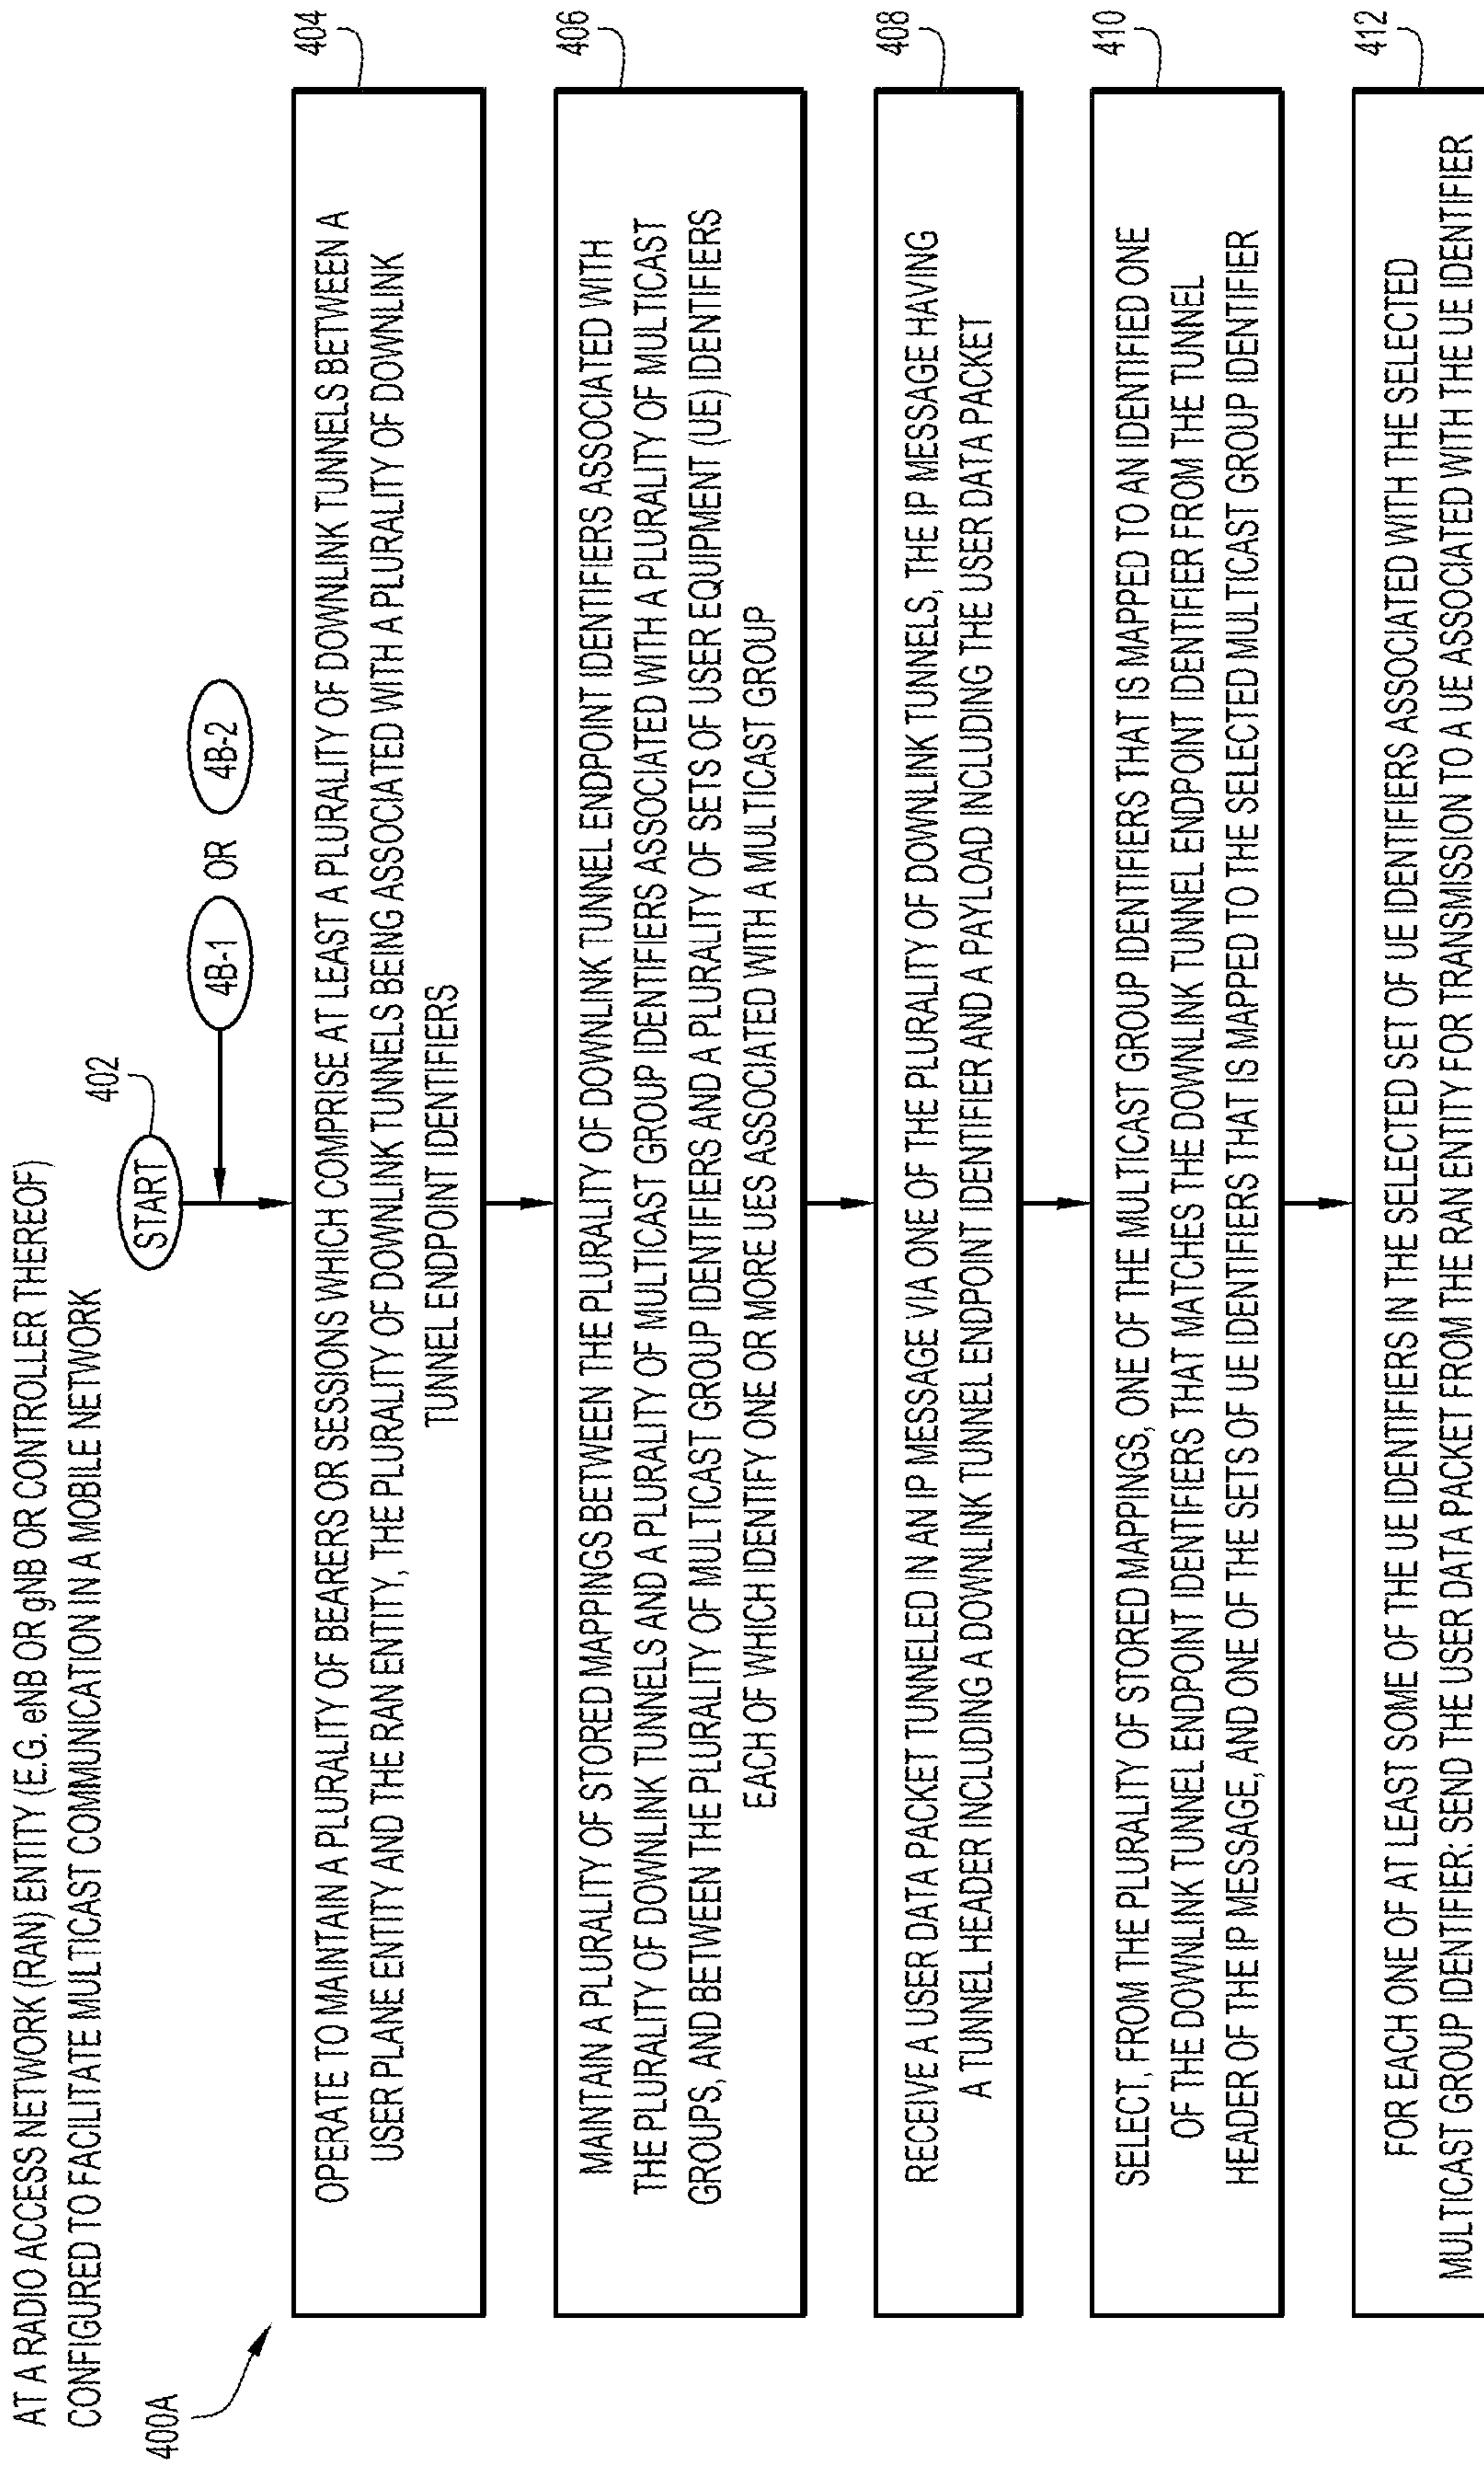 AT A RADIO ACCESS NETWORK (RAN) ENTITY (E.G. eNB OR gNB OR CONTROLLER THEREOF)
CONFIGURED TO FACILITATE MULTICAST COMMUNICATION IN A MOBILE NETWORK
400A
START
402
4B-1 OR 4B-2
404
OPERATE TO MAINTAIN A PLURALITY OF BEARERS OR SESSIONS WHICH COMPRISE AT LEAST A PLURALITY OF DOWNLINK TUNNELS BETWEEN A
USER PLANE ENTITY AND THE RAN ENTITY, THE PLURALITY OF DOWNLINK TUNNELS BEING ASSOCIATED WITH A PLURALITY OF DOWNLINK
TUNNEL ENDPOINT IDENTIFIERS
406
MAINTAIN A PLURALITY OF STORED MAPPINGS BETWEEN THE PLURALITY OF DOWNLINK TUNNEL ENDPOINT IDENTIFIERS ASSOCIATED WITH
THE PLURALITY OF DOWNLINK TUNNELS AND A PLURALITY OF MULTICAST GROUP IDENTIFIERS ASSOCIATED WITH A PLURALITY OF MULTICAST
GROUPS, AND BETWEEN THE PLURALITY OF MULTICAST GROUP IDENTIFIERS AND A PLURALITY OF SETS OF USER EQUIPMENT (UE) IDENTIFIERS
EACH OF WHICH IDENTIFY ONE OR MORE UES ASSOCIATED WITH A MULTICAST GROUP
408
RECEIVE A USER DATA PACKET TUNNELED IN AN IP MESSAGE VIA ONE OF THE PLURALITY OF DOWNLINK TUNNELS, THE IP MESSAGE HAVING
A TUNNEL HEADER INCLUDING A DOWNLINK TUNNEL ENDPOINT IDENTIFIER AND A PAYLOAD INCLUDING THE USER DATA PACKET
410
SELECT, FROM THE PLURALITY OF STORED MAPPINGS, ONE OF THE MULTICAST GROUP IDENTIFIERS THAT IS MAPPED TO AN IDENTIFIED ONE
OF THE DOWNLINK TUNNEL ENDPOINT IDENTIFIERS THAT MATCHES THE DOWNLINK TUNNEL ENDPOINT IDENTIFIER FROM THE TUNNEL
HEADER OF THE IP MESSAGE, AND ONE OF THE SETS OF UE IDENTIFIERS THAT IS MAPPED TO THE SELECTED MULTICAST GROUP IDENTIFIER
412
FOR EACH ONE OF AT LEAST SOME OF THE UE IDENTIFIERS IN THE SELECTED SET OF UE IDENTIFIERS ASSOCIATED WITH THE SELECTED
MULTICAST GROUP IDENTIFIER: SEND THE USER DATA PACKET FROM THE RAN ENTITY FOR TRANSMISSION TO A UE ASSOCIATED WITH THE UE IDENTIFIER